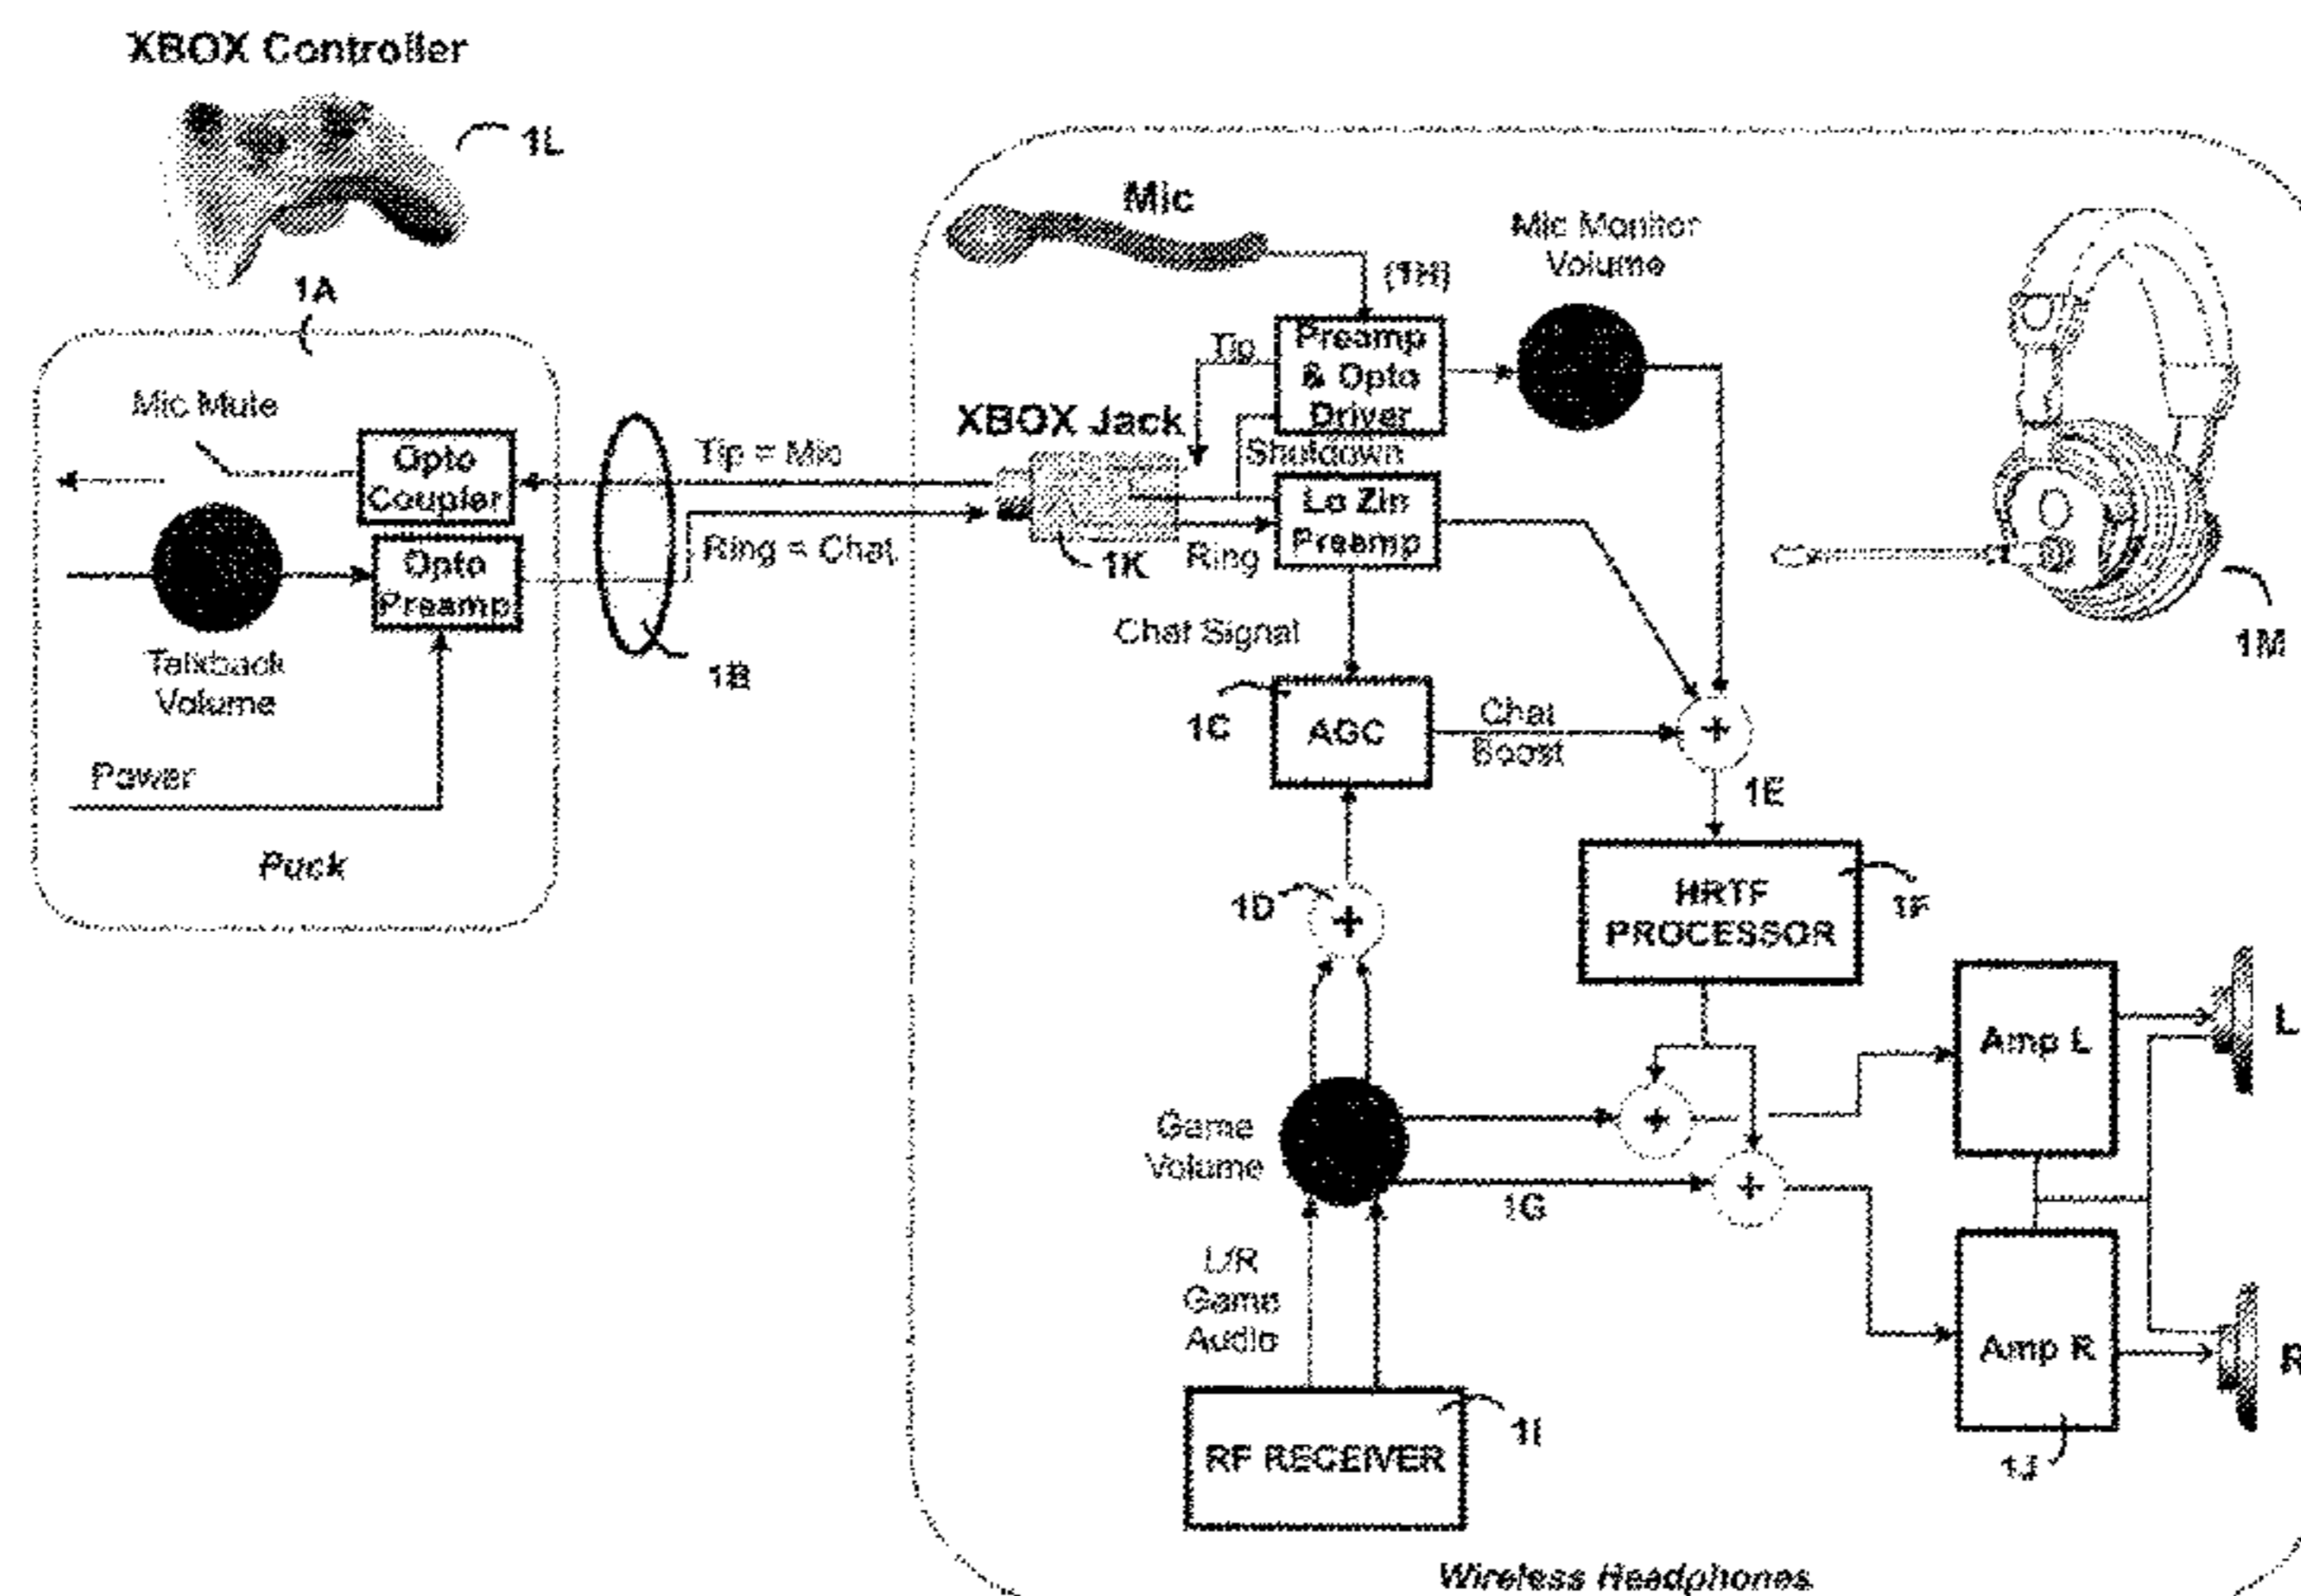 XBOX Controller
1L
1A
Mic Mute
Opto
Coupler
Opto
Preamp
Talkback
Volume
Power
Puck
Tip = Mic
Ring = Chat
1B
Mic
(1H)
Mic Monitor
Volume
Tip
Preamp
& Opto
Driver
XBOX Jack
Shutdown
Lo Zin
Preamp
1K
Ring
Chat Signal
1M
1C
AGC
Chat
Boost
+
1E
1D
+
HRTF
PROCESSOR
1F
Game
Volume
+
+
1G
Amp L
L
L/R
Game
Audio
Amp R
R
RF RECEIVER
1I
1J
Wireless Headphones